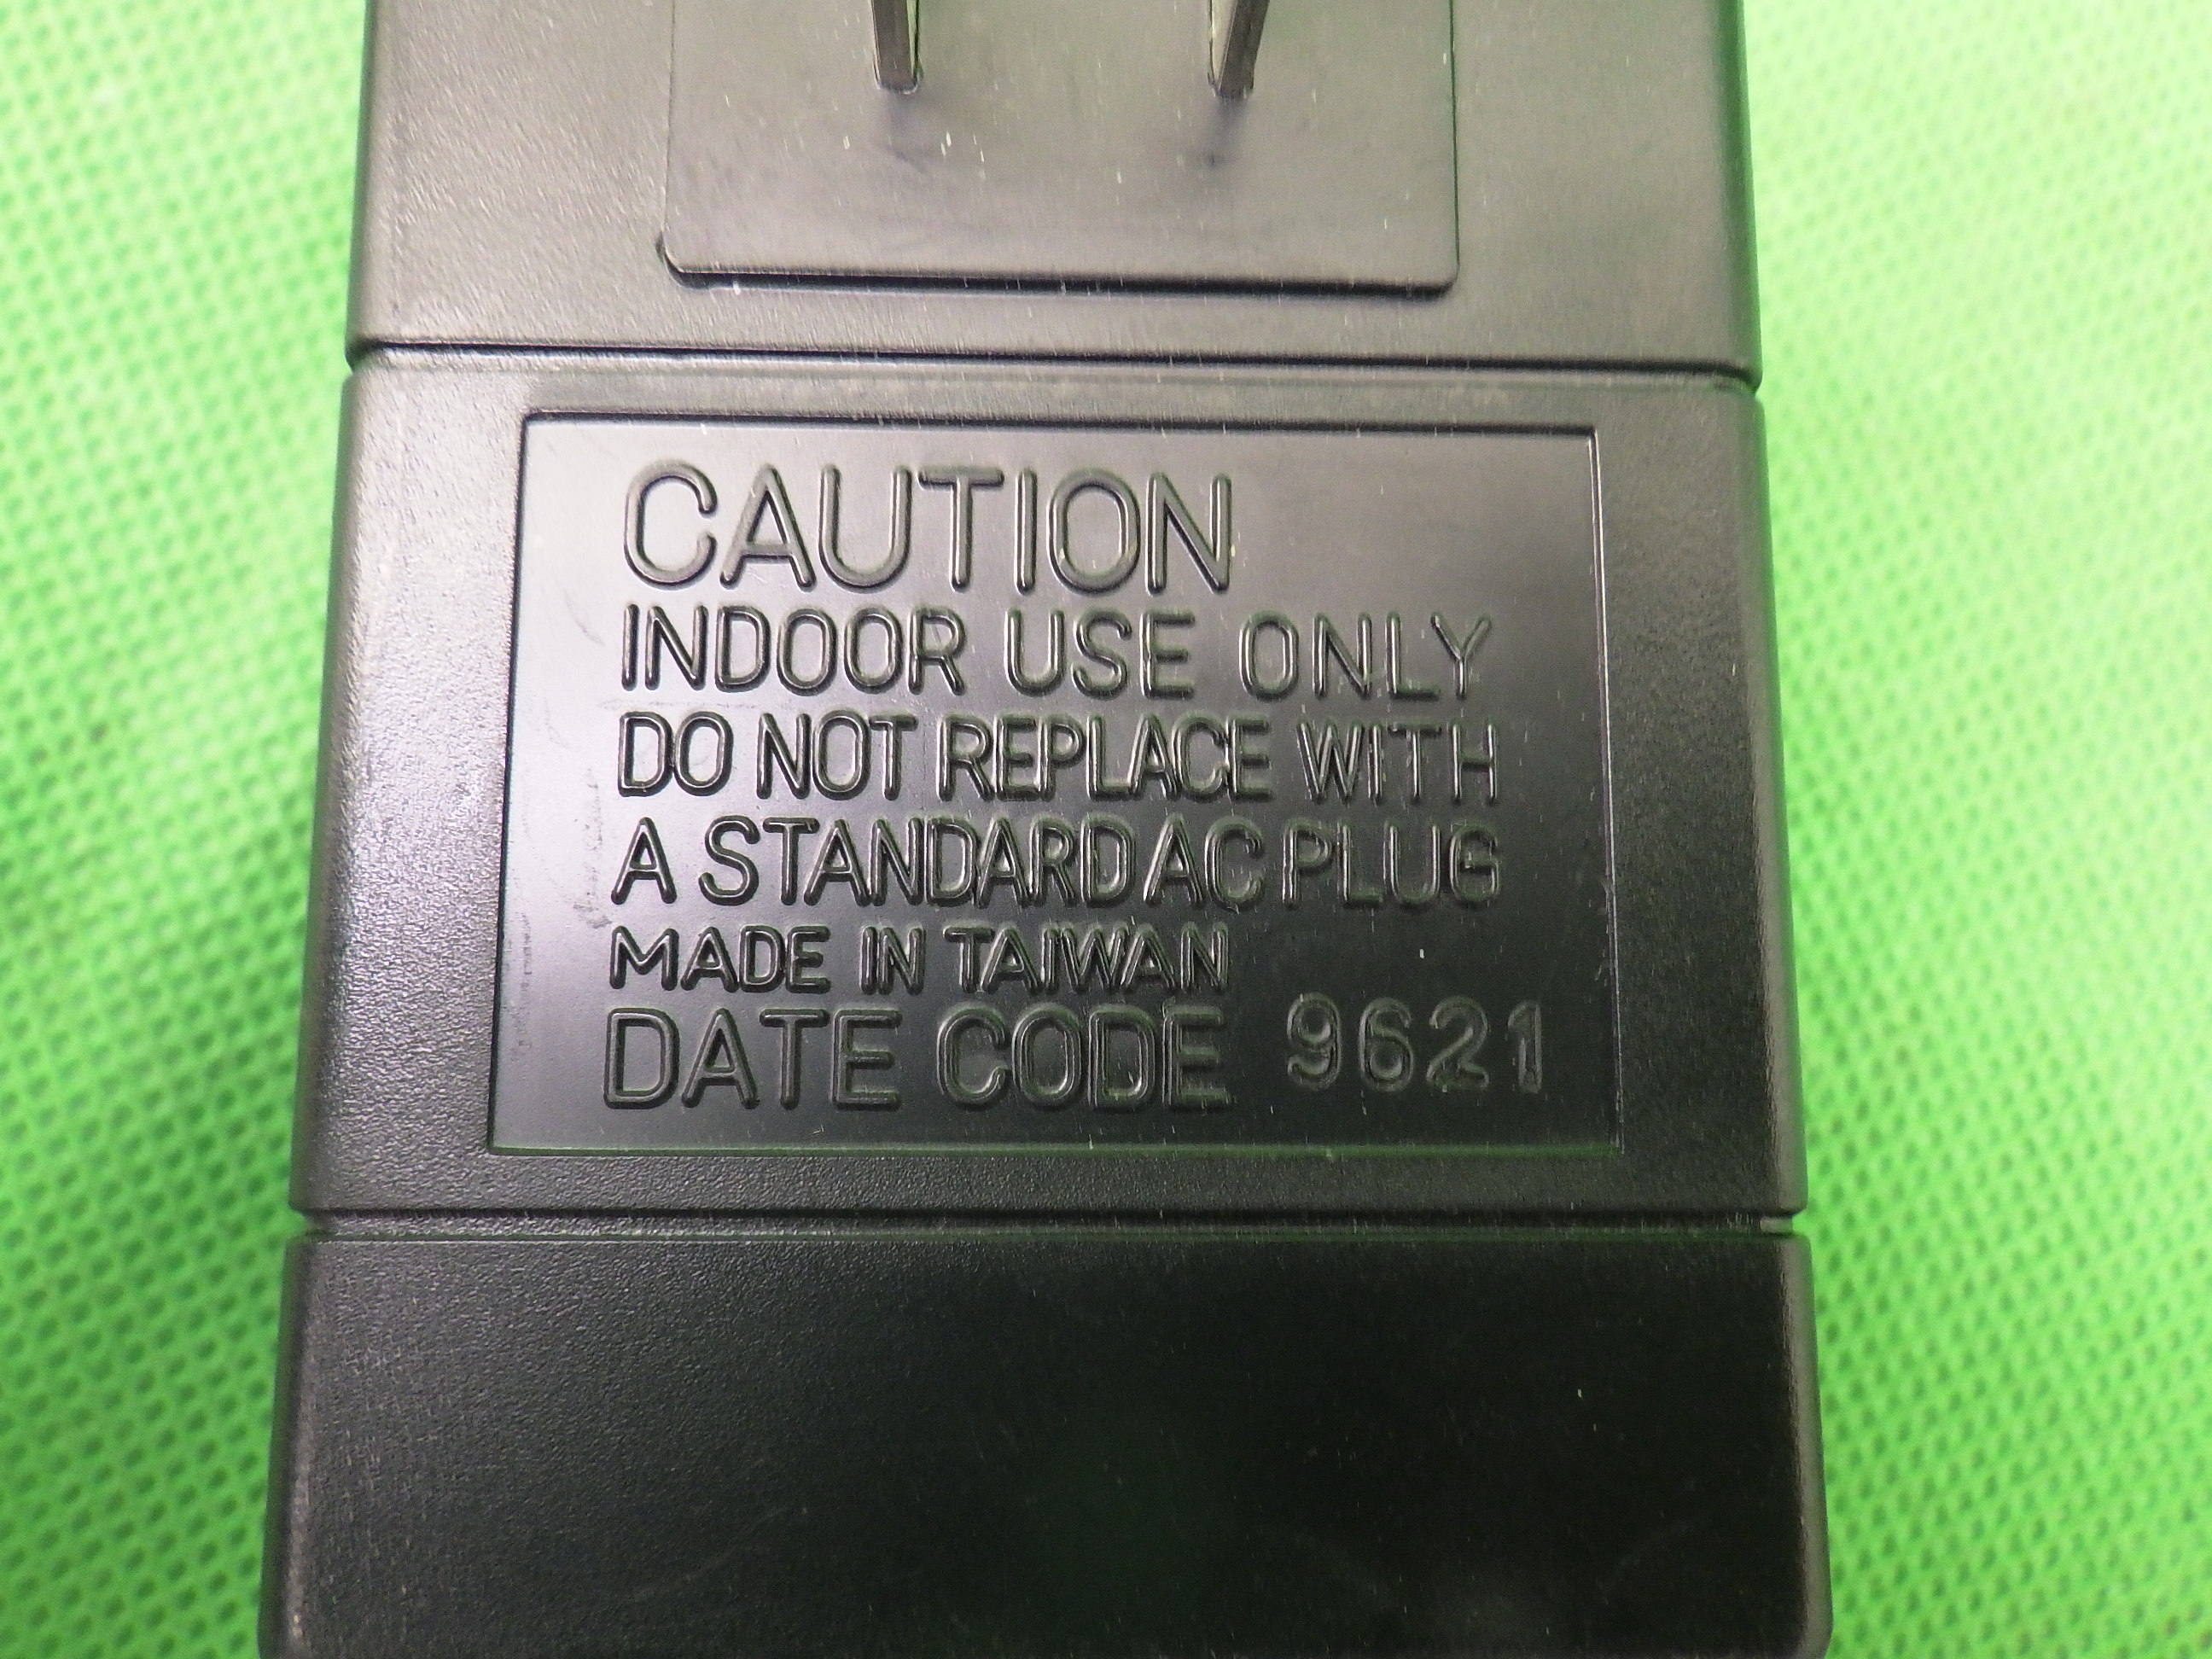 CAUTION
INDOOR USE ONLY
DO NOT REPLACE WITH
A STANDARD AC PLUG
MADE IN TAIWAN
DATE CODE 9621